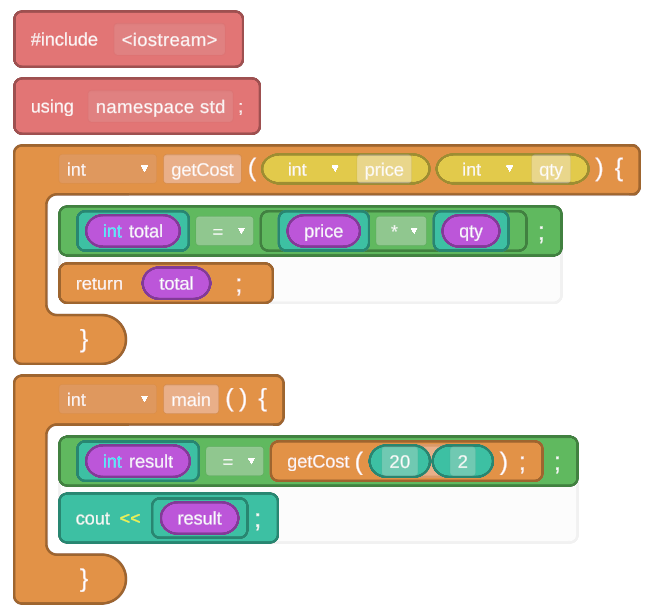 #include <iostream>
using namespace std ;
int getCost ( int price int qty ) {
int total = price * qty ;
return total ;
}
int main ( ) {
int result = getCost ( 20 2 ) ; ;
cout << result ;
}